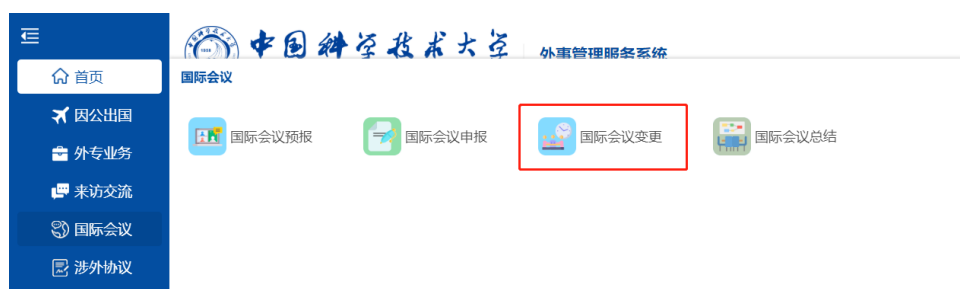 中国科学技术大学 外事管理服务系统
首页
因公出国
外专业务
来访交流
国际会议
涉外协议
国际会议
国际会议预报 国际会议申报 国际会议变更 国际会议总结